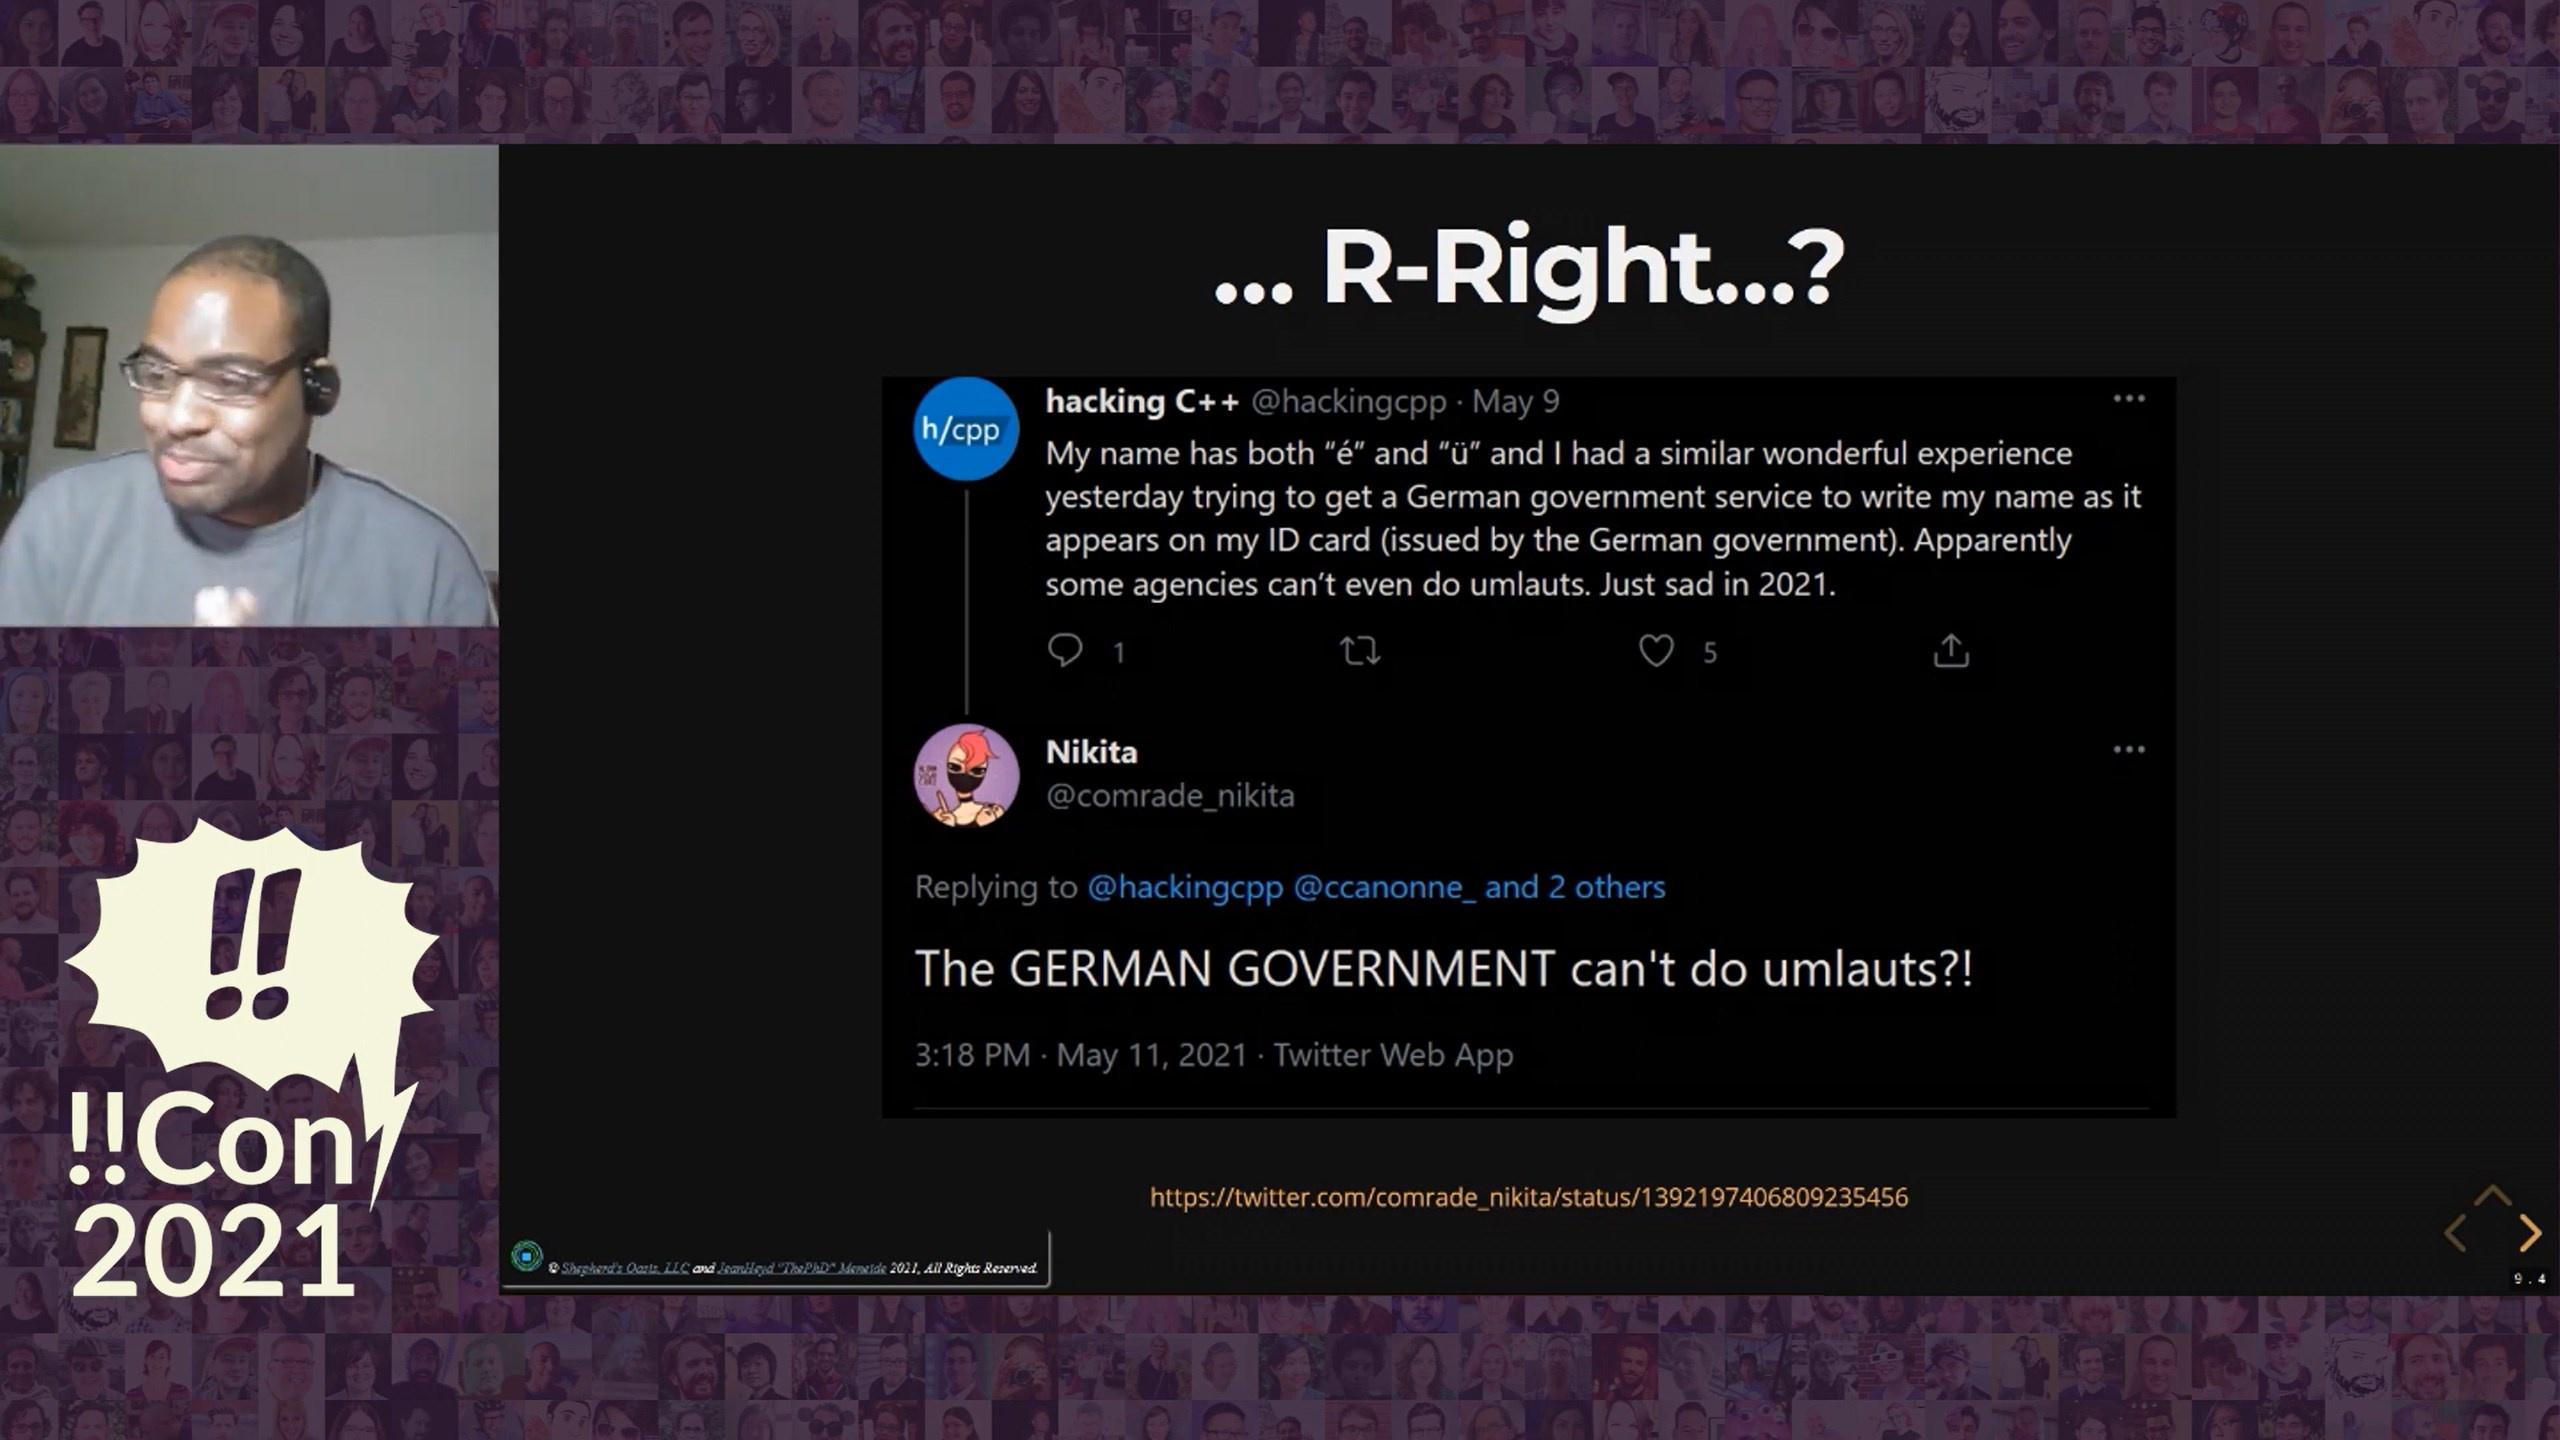 ... R-Right...?
h/cpp
hacking C++ @hackingcpp · May 9
My name has both “é” and “ü” and I had a similar wonderful experience
yesterday trying to get a German government service to write my name as it
appears on my ID card (issued by the German government). Apparently
some agencies can’t even do umlauts. Just sad in 2021.
1 5
Nikita
@comrade_nikita
Replying to @hackingcpp @ccanonne_ and 2 others
The GERMAN GOVERNMENT can't do umlauts?!
3:18 PM · May 11, 2021 · Twitter Web App
https://twitter.com/comrade_nikita/status/1392197406809235456
© Shepherd's Oasis, LLC and JeanHeyd "ThePhD" Meneide 2021, All Rights Reserved.
9.4
!!
!!Con
2021